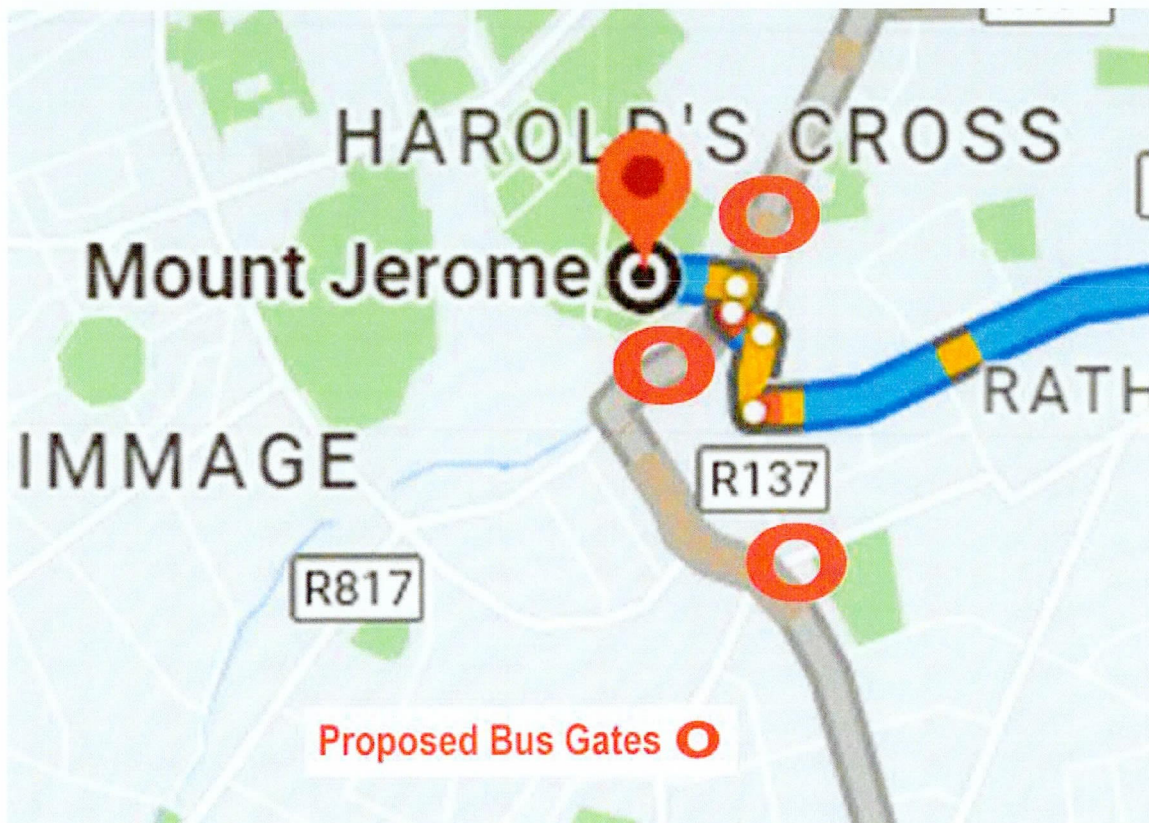 HAROLD'S CROSS
Mount Jerome
RATH
IMMAGE
R137
R817
Proposed Bus Gates